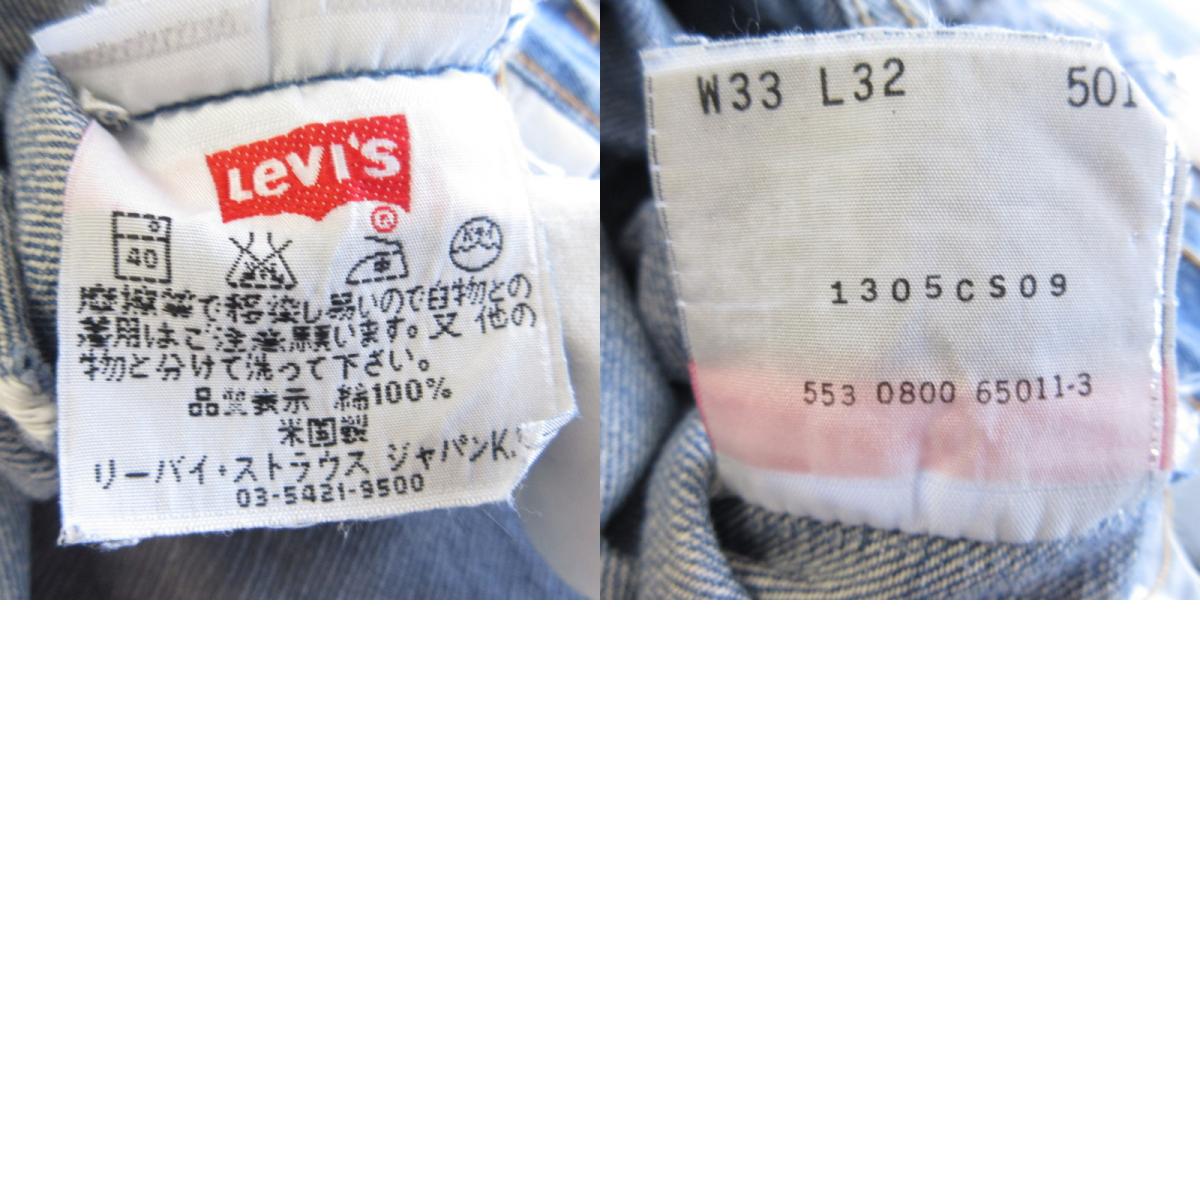 LEVI'S
®
40
摩擦等で移染し易いので白物との
着用はご注意願います。又 他の
物と分けて洗って下さい。
品質表示 綿100%
米国製
リーバイ・ストラウス ジャパンK.
03-5421-9500
W33 L32 501
1305CS09
553 0800 65011-3